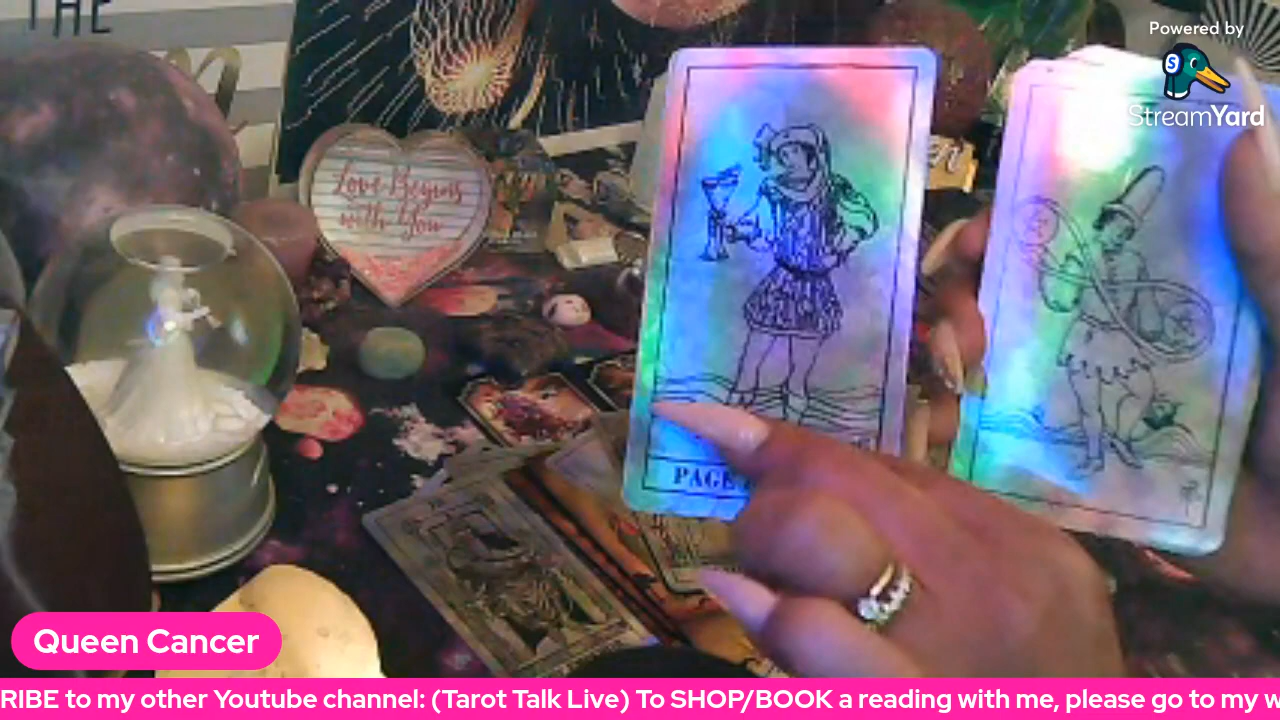 THE
Powered by
StreamYard
Love Begins
with You
PAGE
Queen Cancer
RIBE to my other Youtube channel: (Tarot Talk Live) To SHOP/BOOK a reading with me, please go to my w